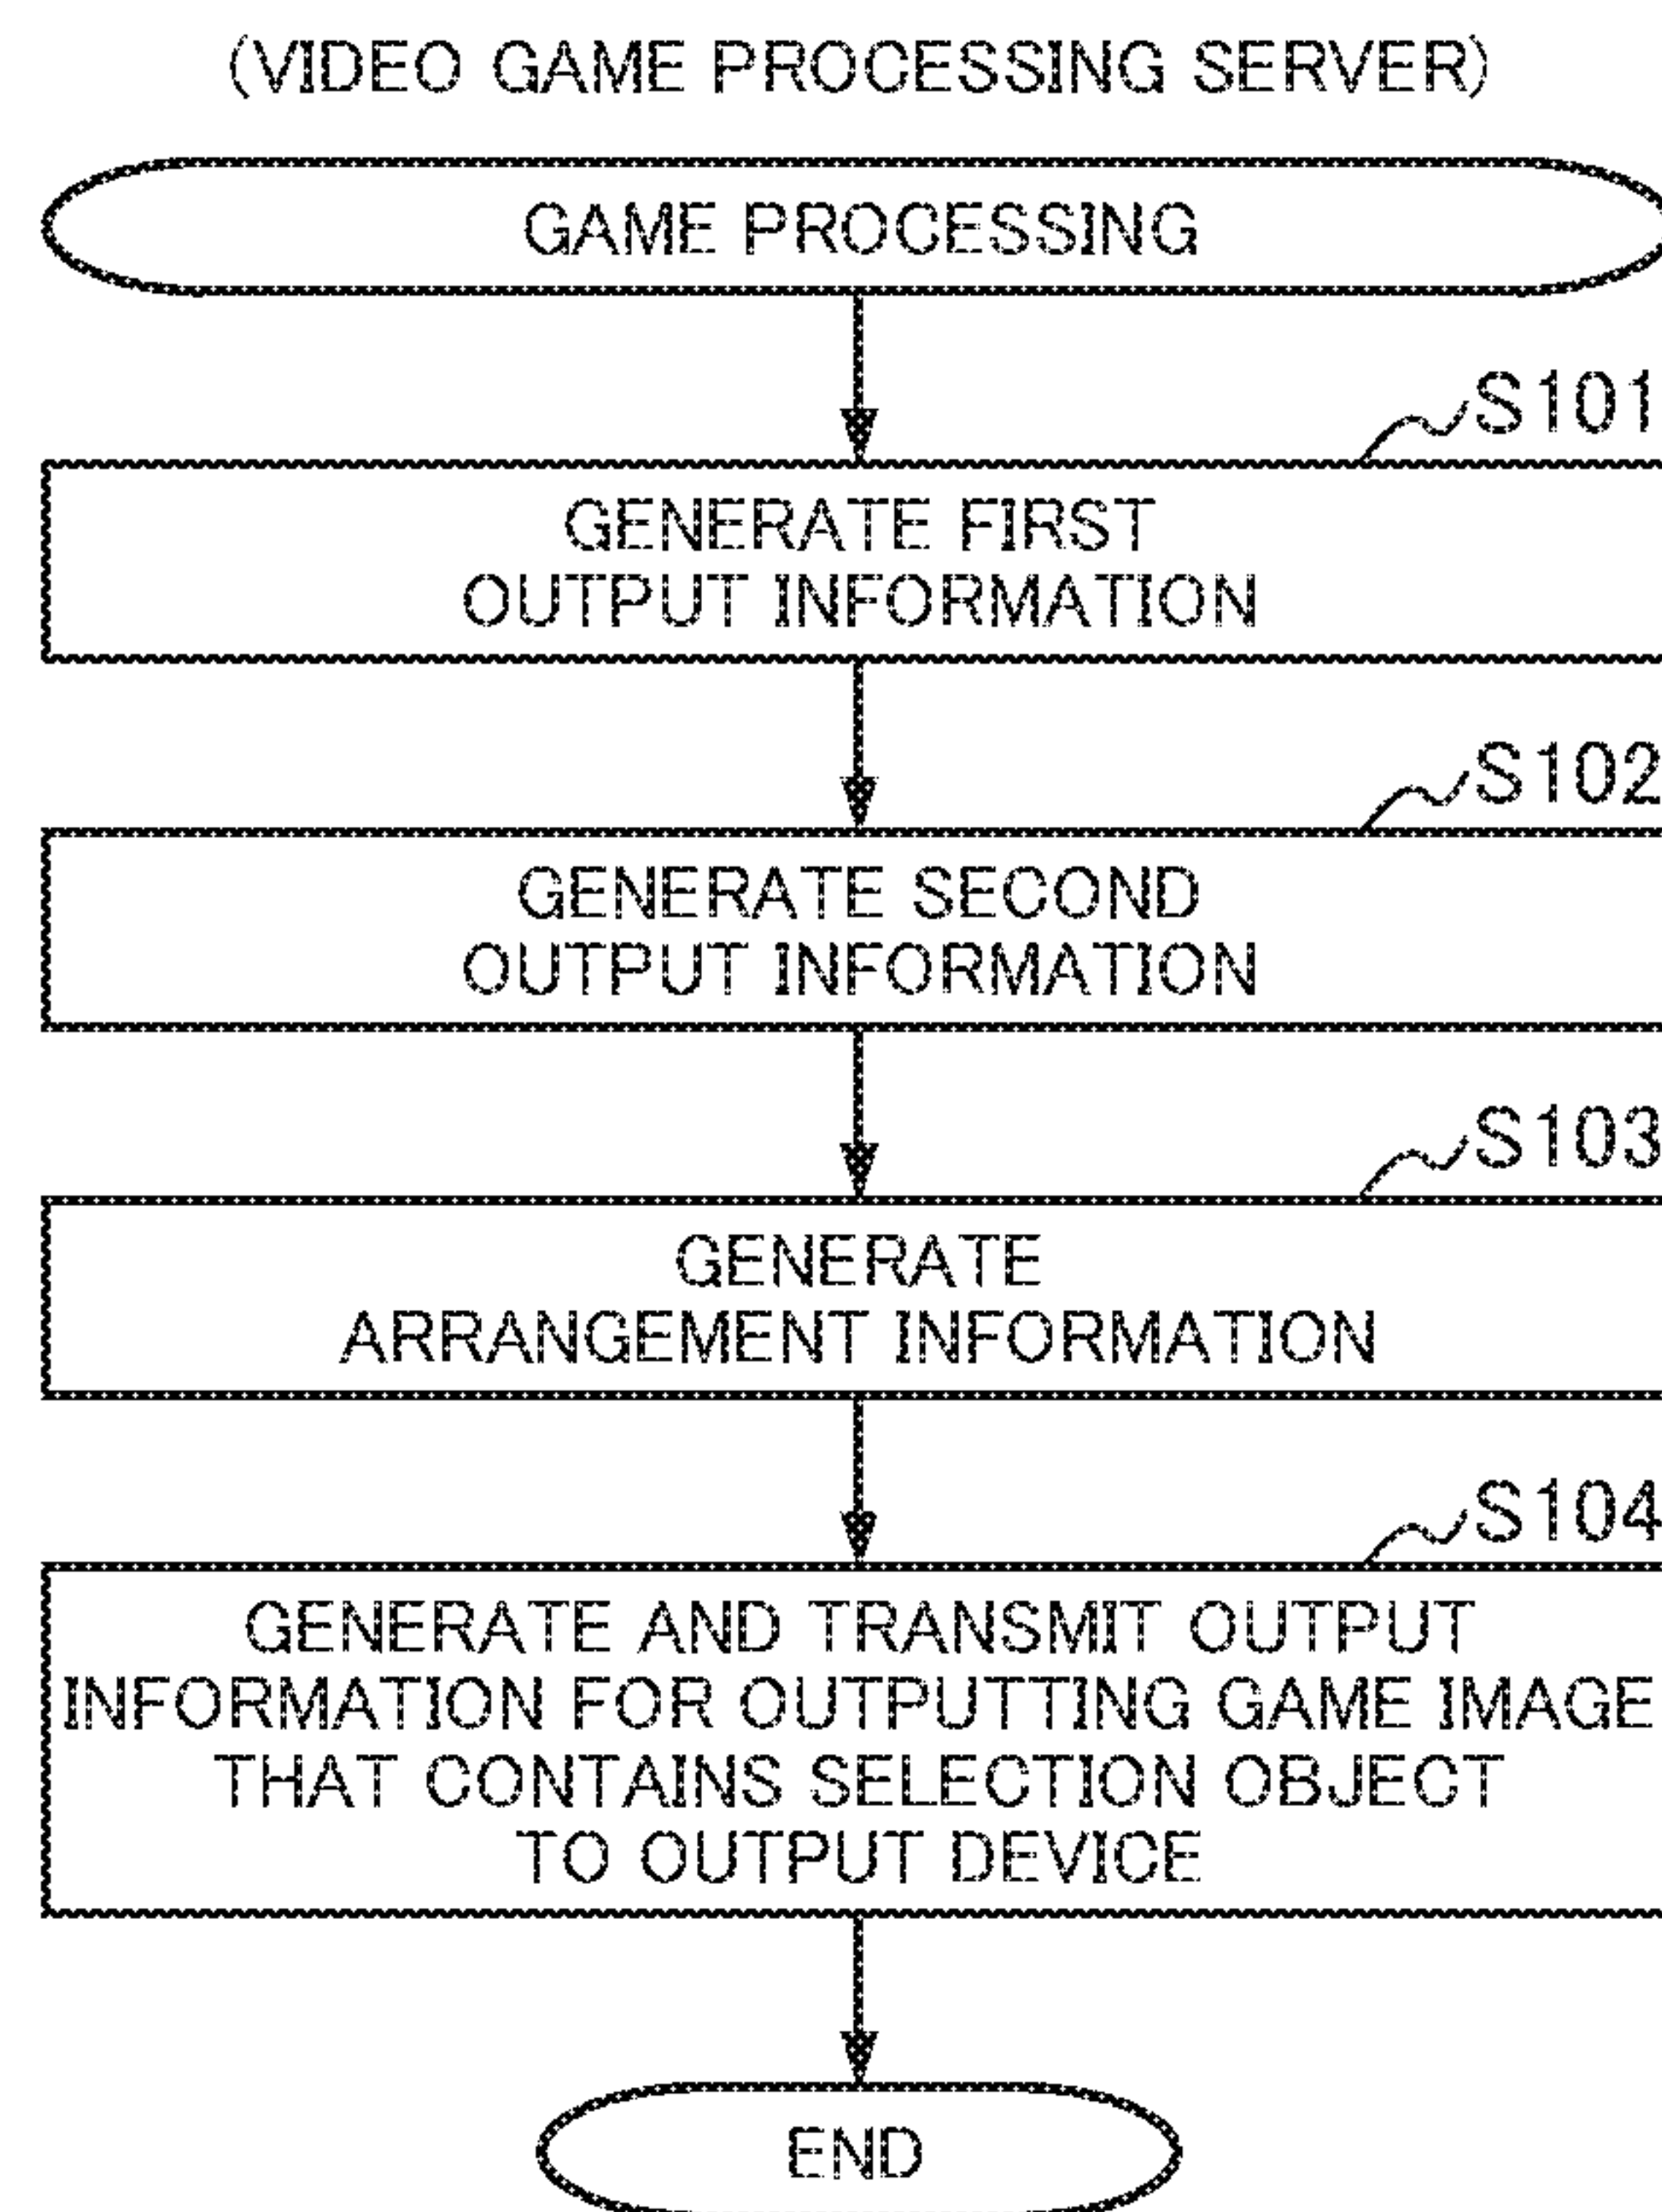 (VIDEO GAME PROCESSING SERVER)
GAME PROCESSING
S101
GENERATE FIRST
OUTPUT INFORMATION
S102
GENERATE SECOND
OUTPUT INFORMATION
S103
GENERATE
ARRANGEMENT INFORMATION
S104
GENERATE AND TRANSMIT OUTPUT
INFORMATION FOR OUTPUTTING GAME IMAGE
THAT CONTAINS SELECTION OBJECT
TO OUTPUT DEVICE
END